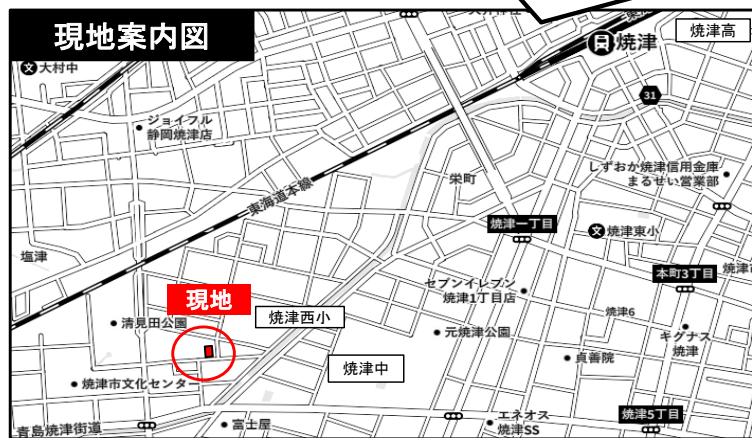 現地案内図
焼津高
焼津
文 大村中
31
ジョイフル
静岡焼津店
しずおか焼津信用金庫
まるせい営業部
栄町
東海道本線
焼津一丁目
文 焼津東小
塩津
本町3丁目
セブンイレブン
焼津1丁目店
現地
焼津西小
焼津6
清見田公園
元焼津公園
キグナス
焼津
焼津中
貞善院
焼津市文化センター
青島焼津街道
富士屋
エネオス
焼津SS
焼津5丁目